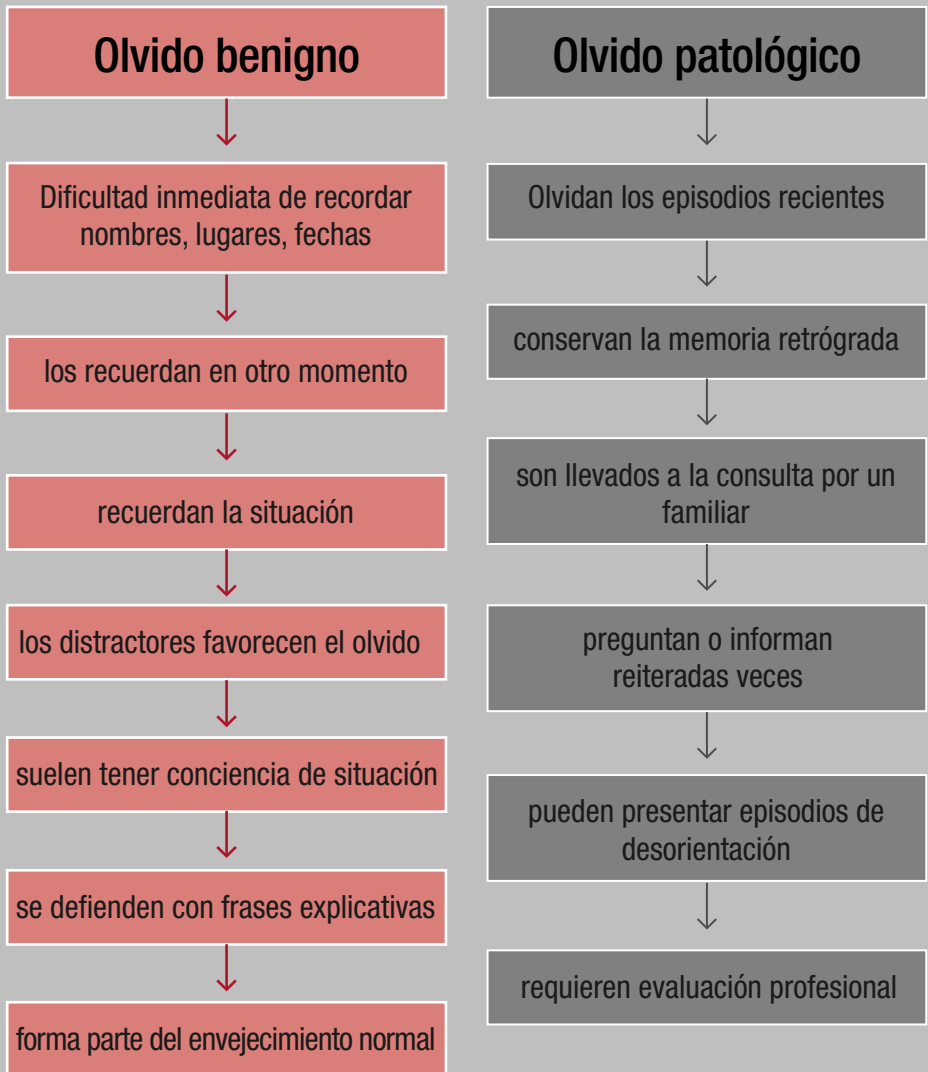 Olvido benigno
Dificultad inmediata de recordar
nombres, lugares, fechas
los recuerdan en otro momento
recuerdan la situación
los distractores favorecen el olvido
suelen tener conciencia de situación
se defienden con frases explicativas
forma parte del envejecimiento normal
Olvido patológico
Olvidan los episodios recientes
conservan la memoria retrógrada
son llevados a la consulta por un
familiar
preguntan o informan
reiteradas veces
pueden presentar episodios de
desorientación
requieren evaluación profesional